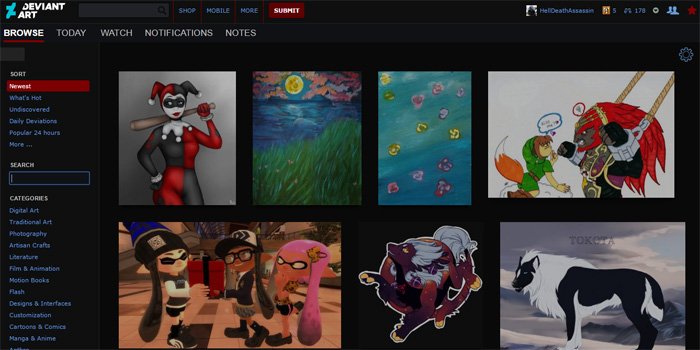 DEVIANT
ART
SHOP
MOBILE
MORE
SUBMIT
HellDeathAssassin
5
178
BROWSE
TODAY
WATCH
NOTIFICATIONS
NOTES
SORT
Newest
What's Hot
Undiscovered
Daily Deviations
Popular 24 hours
More ...
SEARCH
CATEGORIES
Digital Art
Traditional Art
Photography
Artisan Crafts
Literature
Film & Animation
Motion Books
Flash
Designs & Interfaces
Customization
Cartoons & Comics
Manga & Anime
TOKOTA